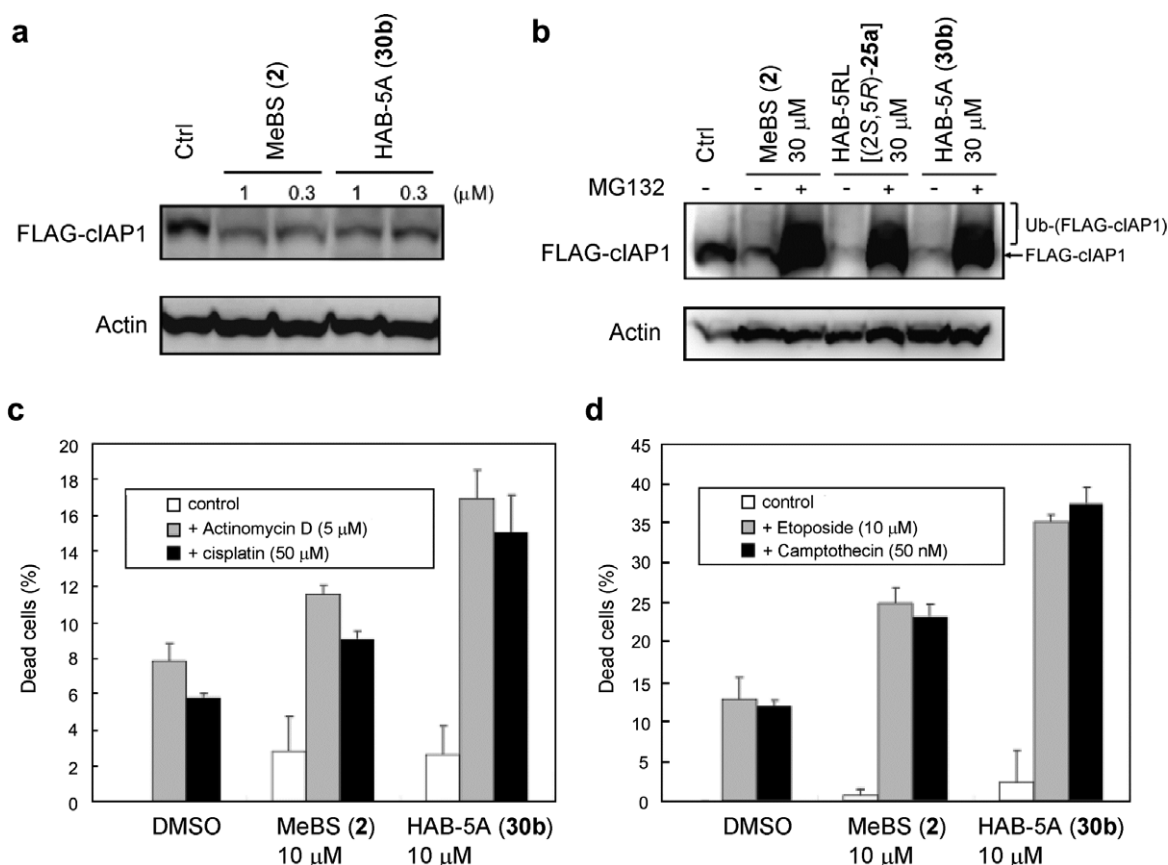 a
Ctrl
MeBS (2)
HAB-5A (30b)
1 0.3 1 0.3 (μM)
FLAG-cIAP1
Actin
b
Ctrl
MeBS (2)
30 μM
HAB-5RL
[(2S,5R)-25a]
30 μM
HAB-5A (30b)
30 μM
MG132 - - + - + - +
FLAG-cIAP1
Ub-(FLAG-cIAP1)
FLAG-cIAP1
Actin
c
Dead cells (%)
20
18
16
14
12
10
8
6
4
2
0
control
+ Actinomycin D (5 μM)
+ cisplatin (50 μM)
DMSO MeBS (2) HAB-5A (30b)
10 μM 10 μM
d
Dead cells (%)
45
40
35
30
25
20
15
10
5
0
control
+ Etoposide (10 μM)
+ Camptothecin (50 nM)
DMSO MeBS (2) HAB-5A (30b)
10 μM 10 μM